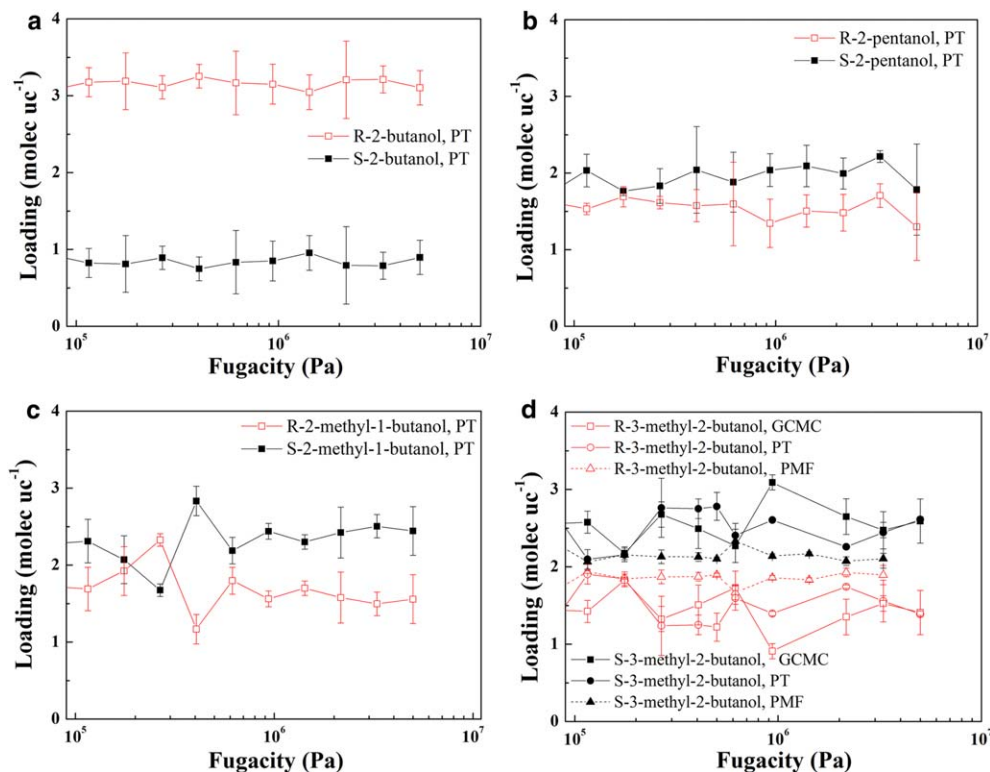 a
4
3
2
1
0
Loading (molec uc⁻¹)
R-2-butanol, PT
S-2-butanol, PT
10⁵
10⁶
10⁷
Fugacity (Pa)
b
4
3
2
1
0
Loading (molec uc⁻¹)
R-2-pentanol, PT
S-2-pentanol, PT
10⁵
10⁶
10⁷
Fugacity (Pa)
c
4
3
2
1
0
Loading (molec uc⁻¹)
R-2-methyl-1-butanol, PT
S-2-methyl-1-butanol, PT
10⁵
10⁶
10⁷
Fugacity (Pa)
d
4
3
2
1
0
Loading (molec uc⁻¹)
R-3-methyl-2-butanol, GCMC
R-3-methyl-2-butanol, PT
R-3-methyl-2-butanol, PMF
S-3-methyl-2-butanol, GCMC
S-3-methyl-2-butanol, PT
S-3-methyl-2-butanol, PMF
10⁵
10⁶
10⁷
Fugacity (Pa)